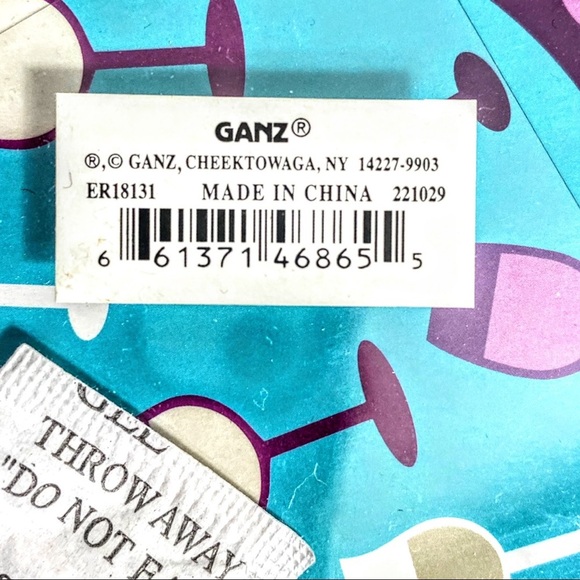 GANZ®
®,© GANZ, CHEEKTOWAGA, NY 14227-9903
ER18131 MADE IN CHINA 221029
6 61371 46865 5
GEL
THROW AWAY
"DO NOT